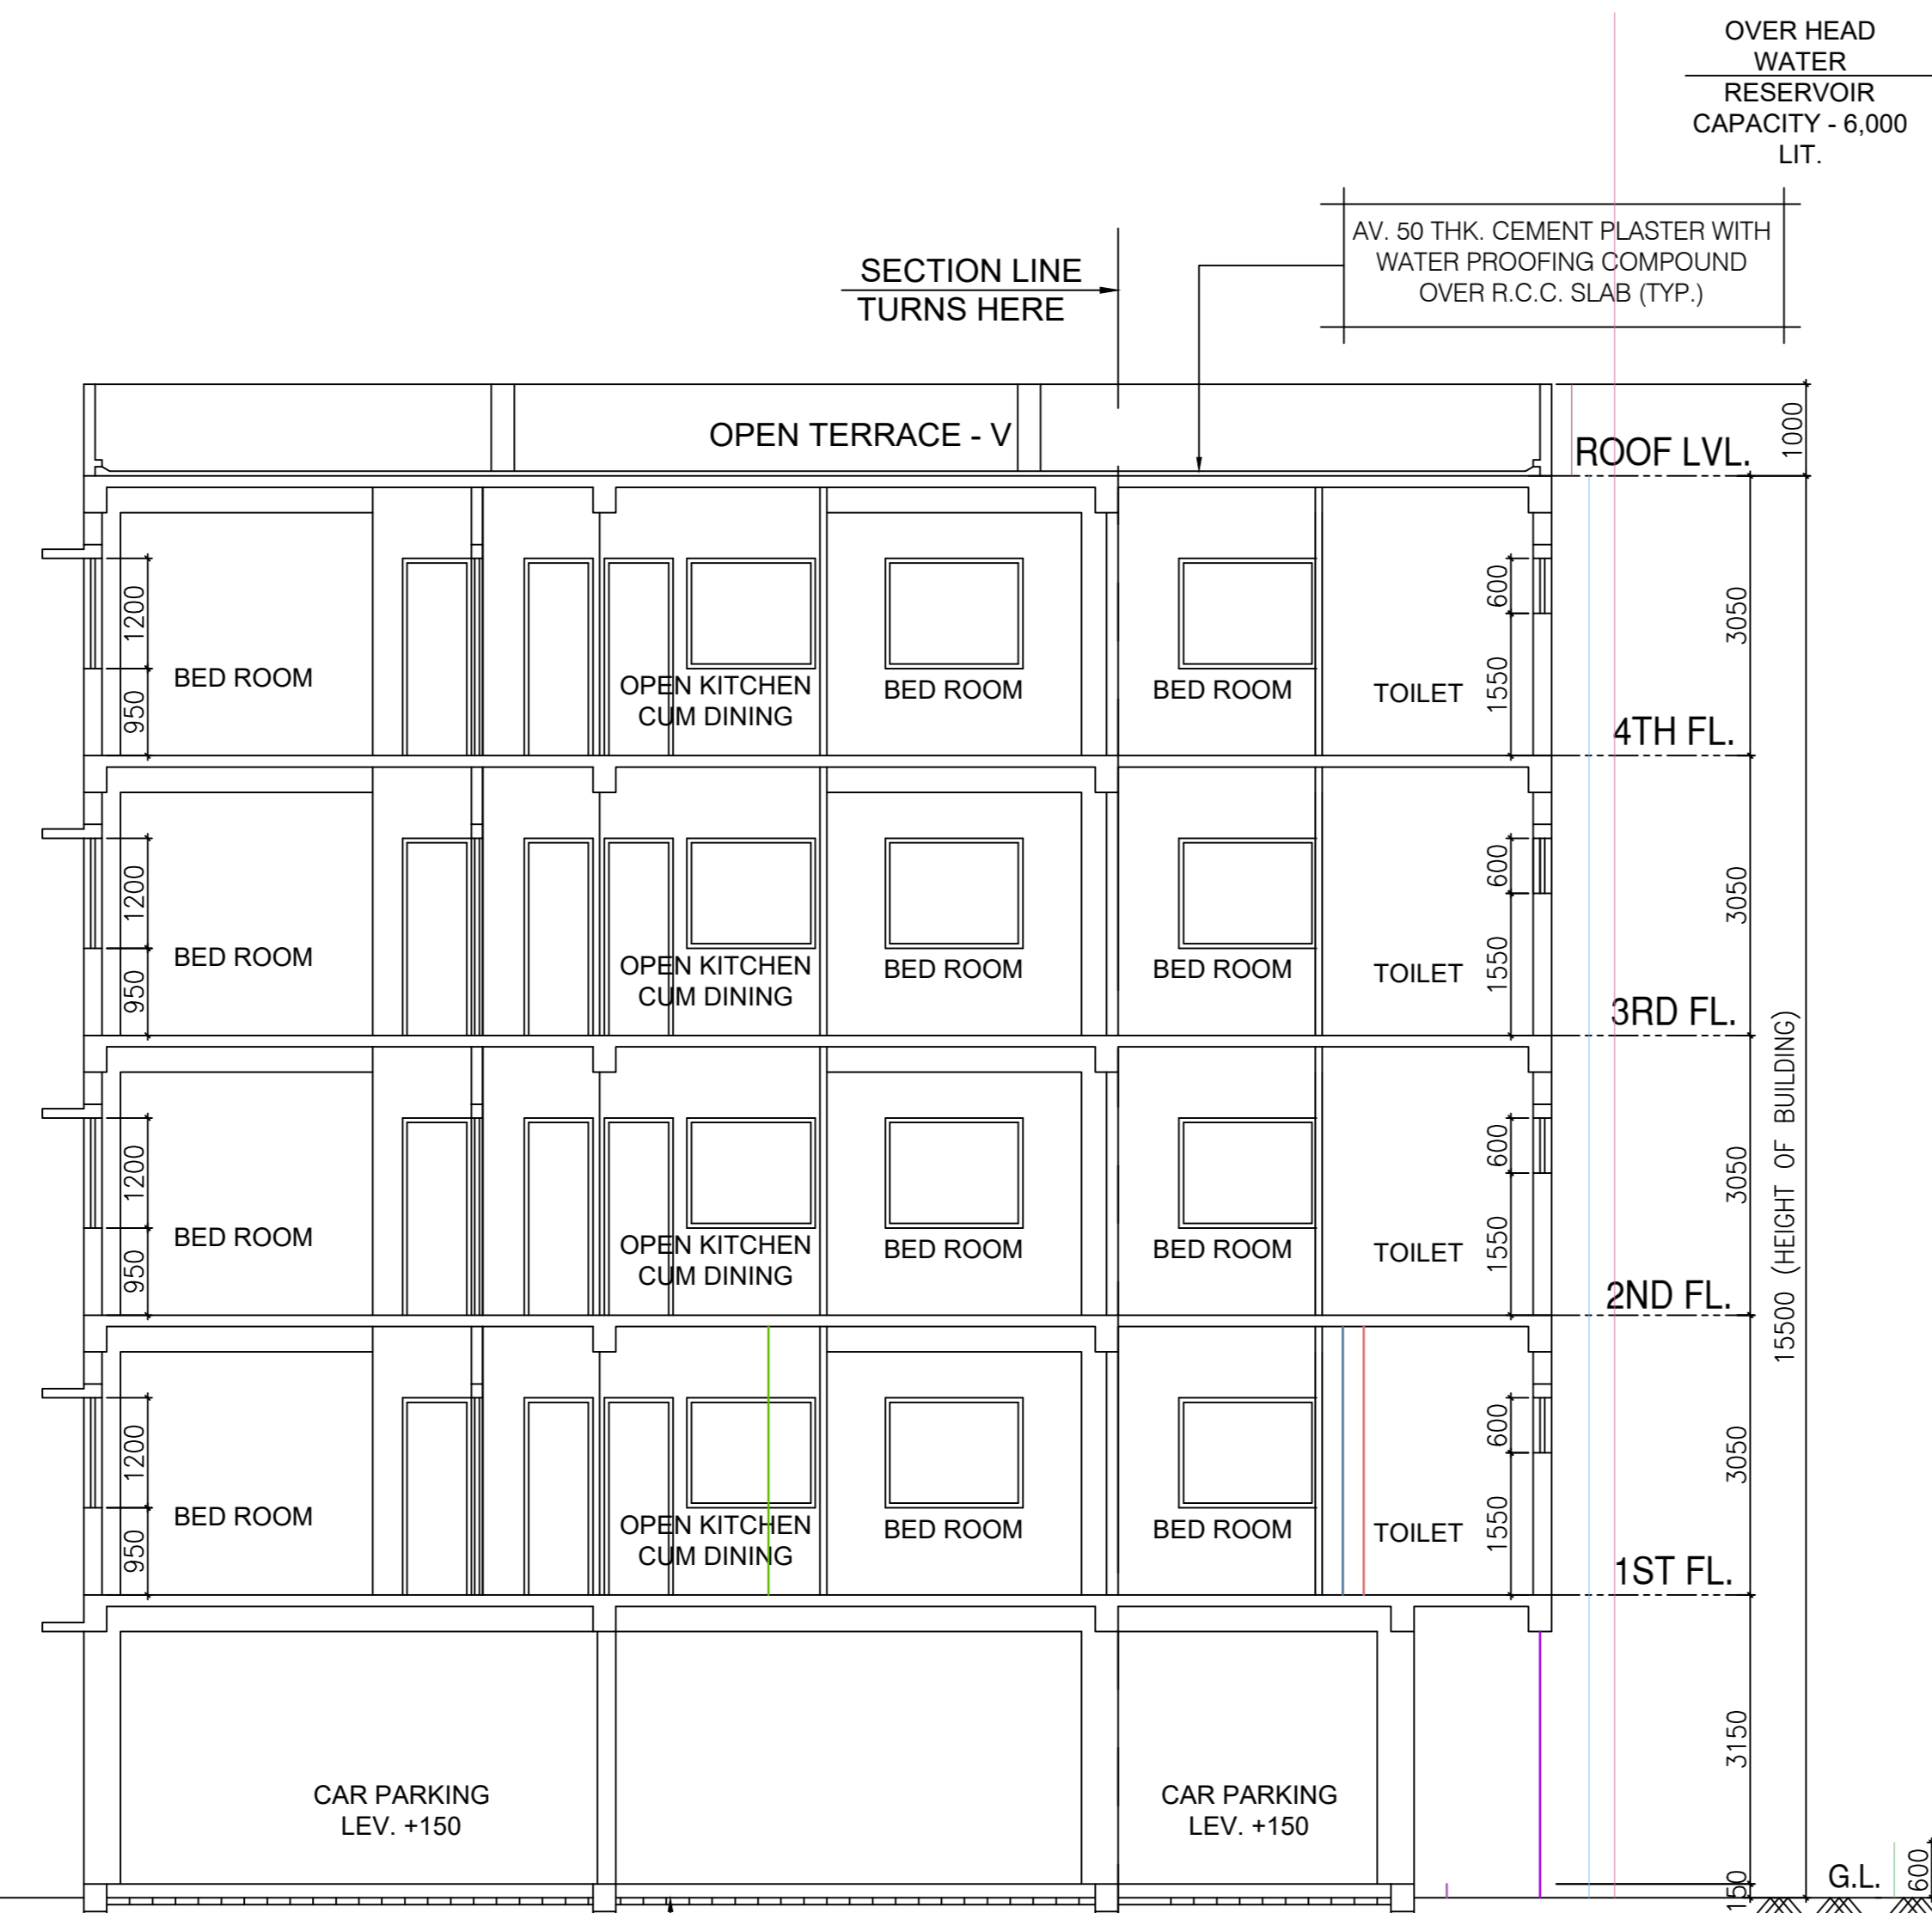 OVER HEAD
WATER
RESERVOIR
CAPACITY - 6,000
LIT.
AV. 50 THK. CEMENT PLASTER WITH
WATER PROOFING COMPOUND
OVER R.C.C. SLAB (TYP.)
SECTION LINE
TURNS HERE
OPEN TERRACE - V
ROOF LVL.
1000
1200
950
BED ROOM
OPEN KITCHEN
CUM DINING
BED ROOM
BED ROOM
TOILET
600
1550
3050
4TH FL.
1200
950
BED ROOM
OPEN KITCHEN
CUM DINING
BED ROOM
BED ROOM
TOILET
600
1550
3050
3RD FL.
15500 (HEIGHT OF BUILDING)
1200
950
BED ROOM
OPEN KITCHEN
CUM DINING
BED ROOM
BED ROOM
TOILET
600
1550
3050
2ND FL.
1200
950
BED ROOM
OPEN KITCHEN
CUM DINING
BED ROOM
BED ROOM
TOILET
600
1550
3050
1ST FL.
3150
CAR PARKING
LEV. +150
CAR PARKING
LEV. +150
150
G.L.
600